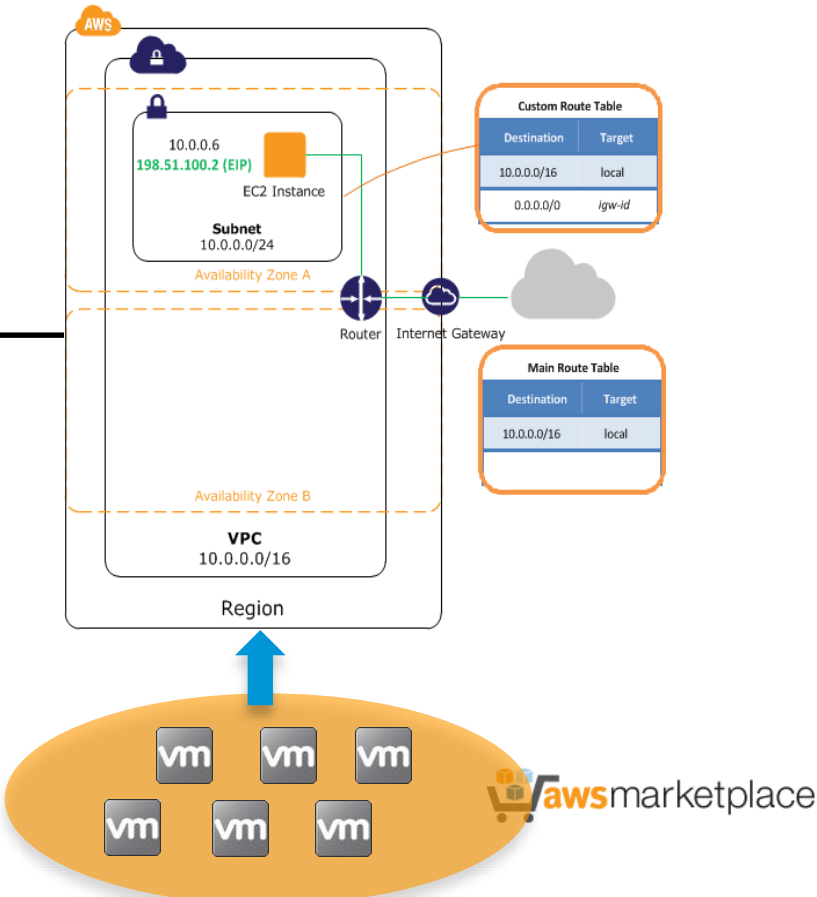 AWS
10.0.0.6
198.51.100.2 (EIP)
EC2 Instance
Subnet
10.0.0.0/24
Availability Zone A
Router
Internet Gateway
Availability Zone B
VPC
10.0.0.0/16
Region
Custom Route Table
Destination Target
10.0.0.0/16 local
0.0.0.0/0 igw-id
Main Route Table
Destination Target
10.0.0.0/16 local
vm vm vm
vm vm vm
awsmarketplace